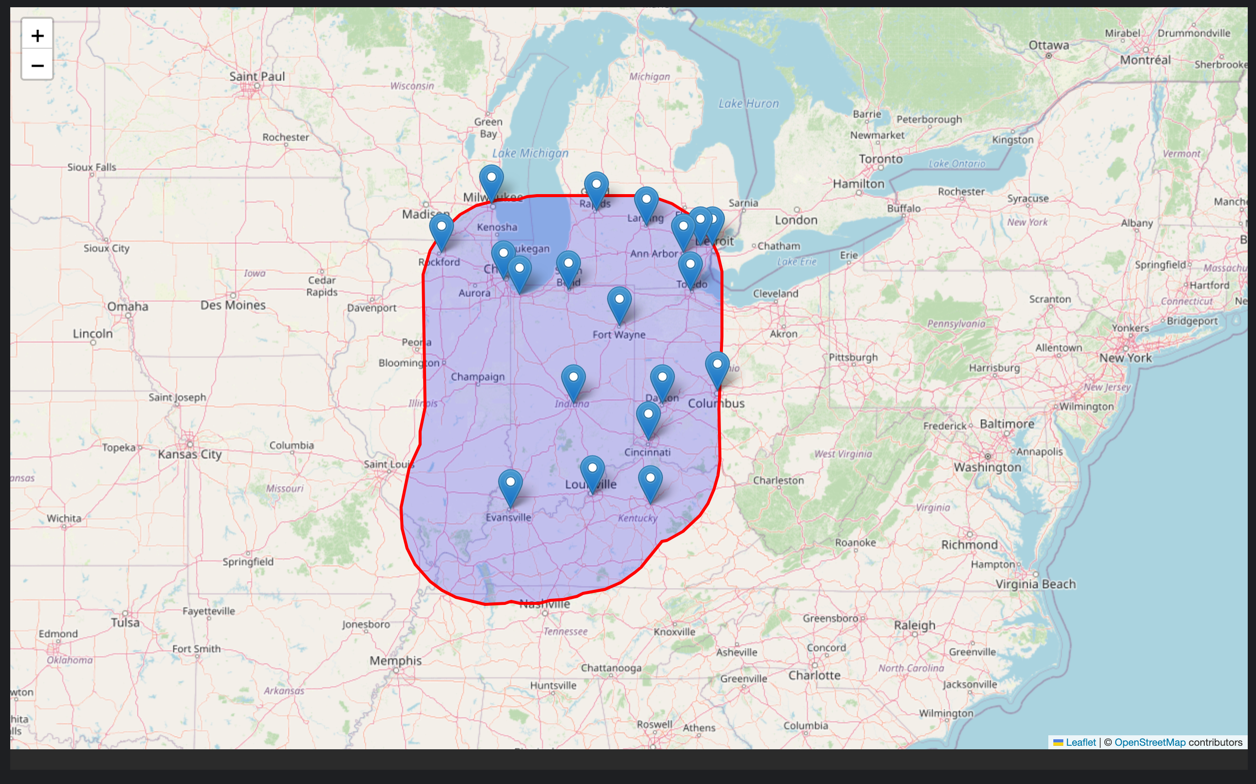 +
−
Ottawa
Mirabel
Drummondville
Montréal
Sherbrooke
Saint Paul
Wisconsin
Michigan
Lake Huron
Green
Bay
Barrie
Peterborough
Newmarket
Kingston
Rochester
Lake Michigan
Toronto
Lake Ontario
Vermont
Sioux Falls
Hamilton
Rochester
Syracuse
Milwaukee
Rapids
Sarnia
Buffalo
New York
Albany
Manche
Madison
Kenosha
Lansing
London
Sioux City
ukegan
Detroit
Chatham
Lake Erie
Erie
Springfield
Massachu
Rockford
Ann Arbor
Iowa
Cedar
Rapids
Aurora
Bend
Toledo
Cleveland
Scranton
Hartford
Connecticut
Omaha
Des Moines
Davenport
Akron
Pennsylvania
Bridgeport
Yonkers
Lincoln
Fort Wayne
Peoria
Bloomington
Allentown
New York
Pittsburgh
Harrisburg
Champaign
New Jersey
Saint Joseph
Illinois
Indiana
Dayton
Columbus
Wilmington
Topeka
Kansas City
Columbia
Cincinnati
Frederick
Baltimore
West Virginia
Washington
Saint Louis
ansas
Missouri
Louisville
Charleston
Wichita
Evansville
Kentucky
Virginia
Richmond
Roanoke
Springfield
Hampton
Virginia Beach
Nashville
Fayetteville
Tulsa
Jonesboro
Greensboro
Edmond
Tennessee
Knoxville
Raleigh
Oklahoma
Fort Smith
Memphis
Chattanooga
Asheville
Concord
Greenville
Charlotte
North Carolina
Huntsville
Greenville
Jacksonville
Arkansas
Wilmington
Roswell
Athens
Columbia
Leaflet | © OpenStreetMap contributors